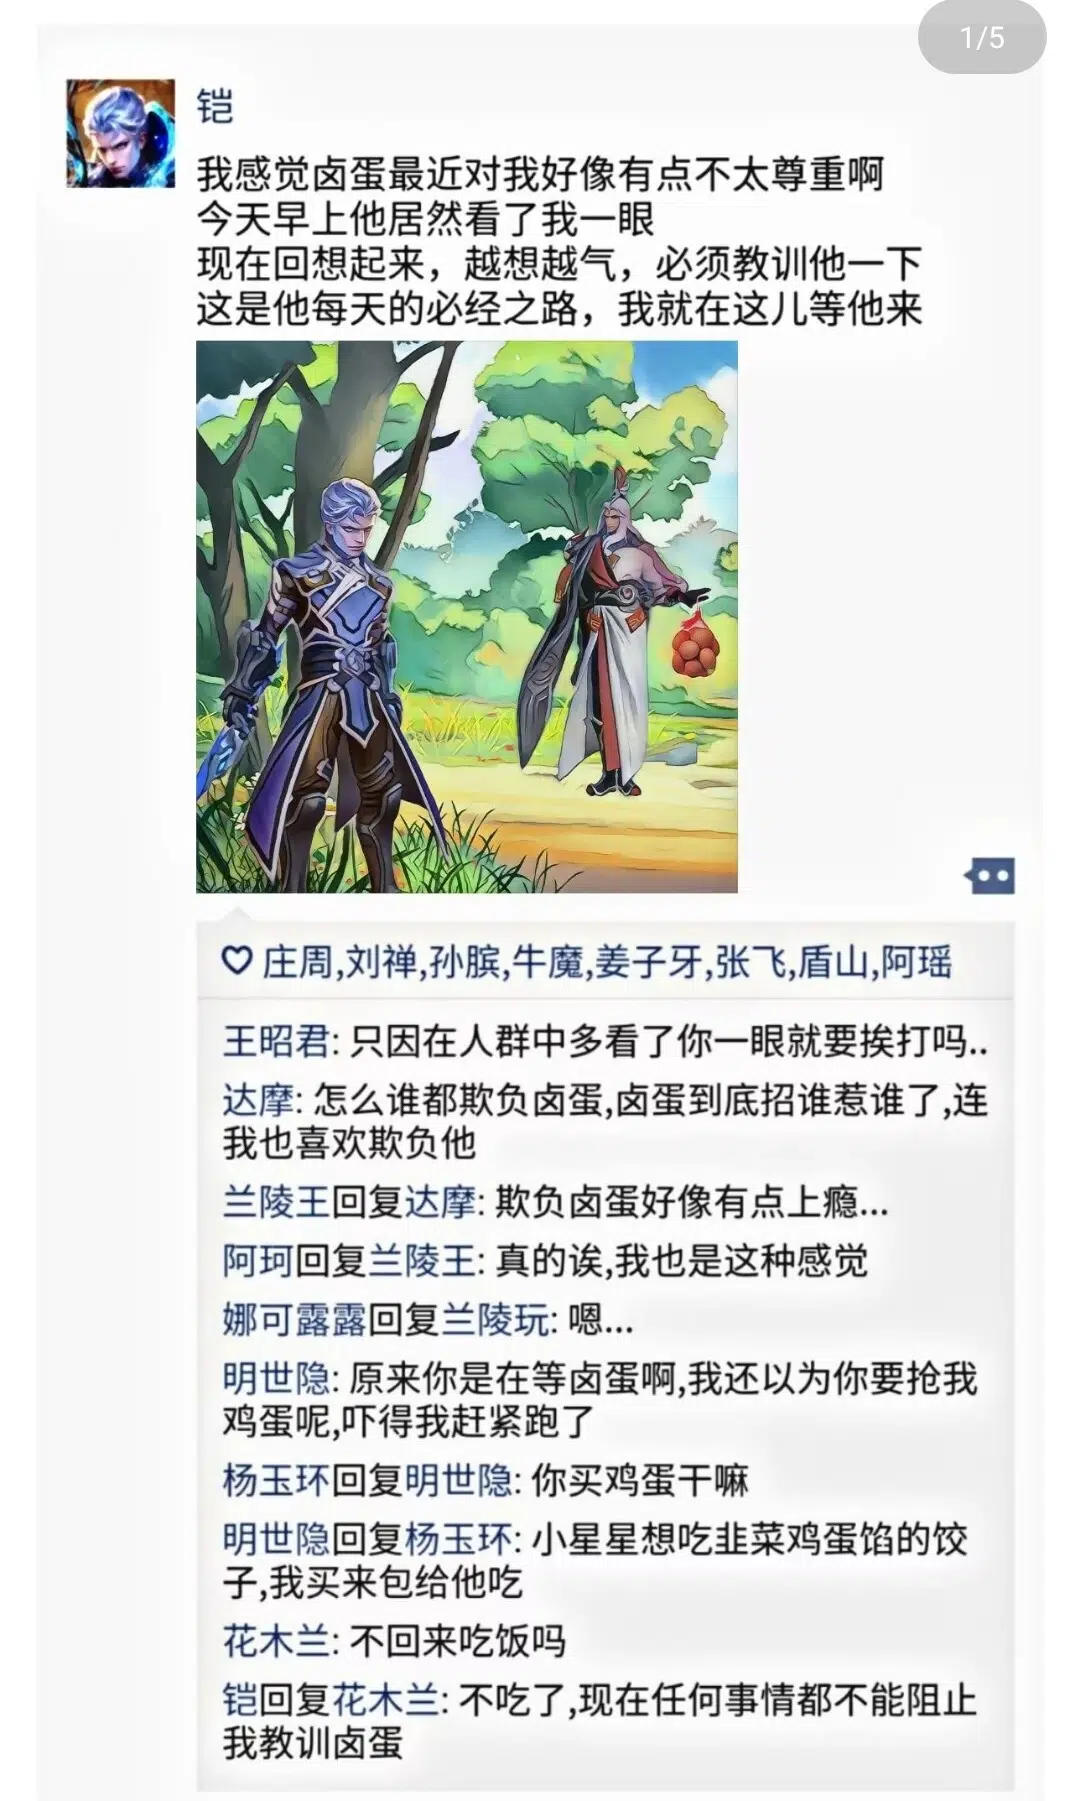 1/5
铠
我感觉卤蛋最近对我好像有点不太尊重啊
今天早上他居然看了我一眼
现在回想起来，越想越气，必须教训他一下
这是他每天的必经之路，我就在这儿等他来
庄周,刘禅,孙膑,牛魔,姜子牙,张飞,盾山,阿瑶
王昭君: 只因在人群中多看了你一眼就要挨打吗..
达摩: 怎么谁都欺负卤蛋,卤蛋到底招谁惹谁了,连
我也喜欢欺负他
兰陵王回复达摩: 欺负卤蛋好像有点上瘾...
阿珂回复兰陵王: 真的诶,我也是这种感觉
娜可露露回复兰陵玩: 嗯...
明世隐: 原来你是在等卤蛋啊,我还以为你要抢我
鸡蛋呢,吓得我赶紧跑了
杨玉环回复明世隐: 你买鸡蛋干嘛
明世隐回复杨玉环: 小星星想吃韭菜鸡蛋馅的饺
子,我买来包给他吃
花木兰: 不回来吃饭吗
铠回复花木兰: 不吃了,现在任何事情都不能阻止
我教训卤蛋